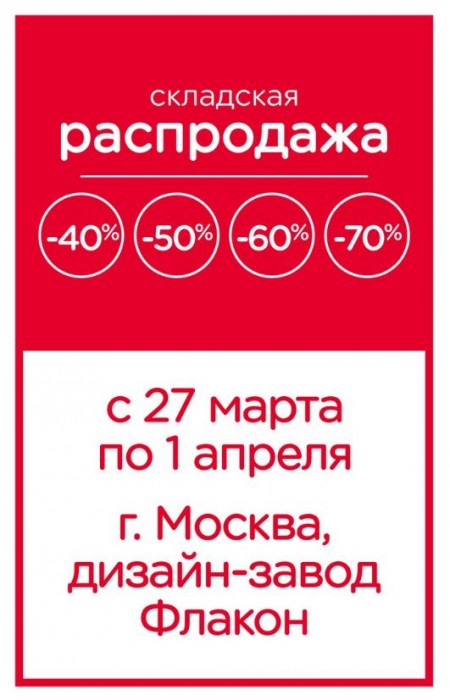 складская
распродажа
-40% -50% -60% -70%
с 27 марта
по 1 апреля
г. Москва,
дизайн-завод
Флакон